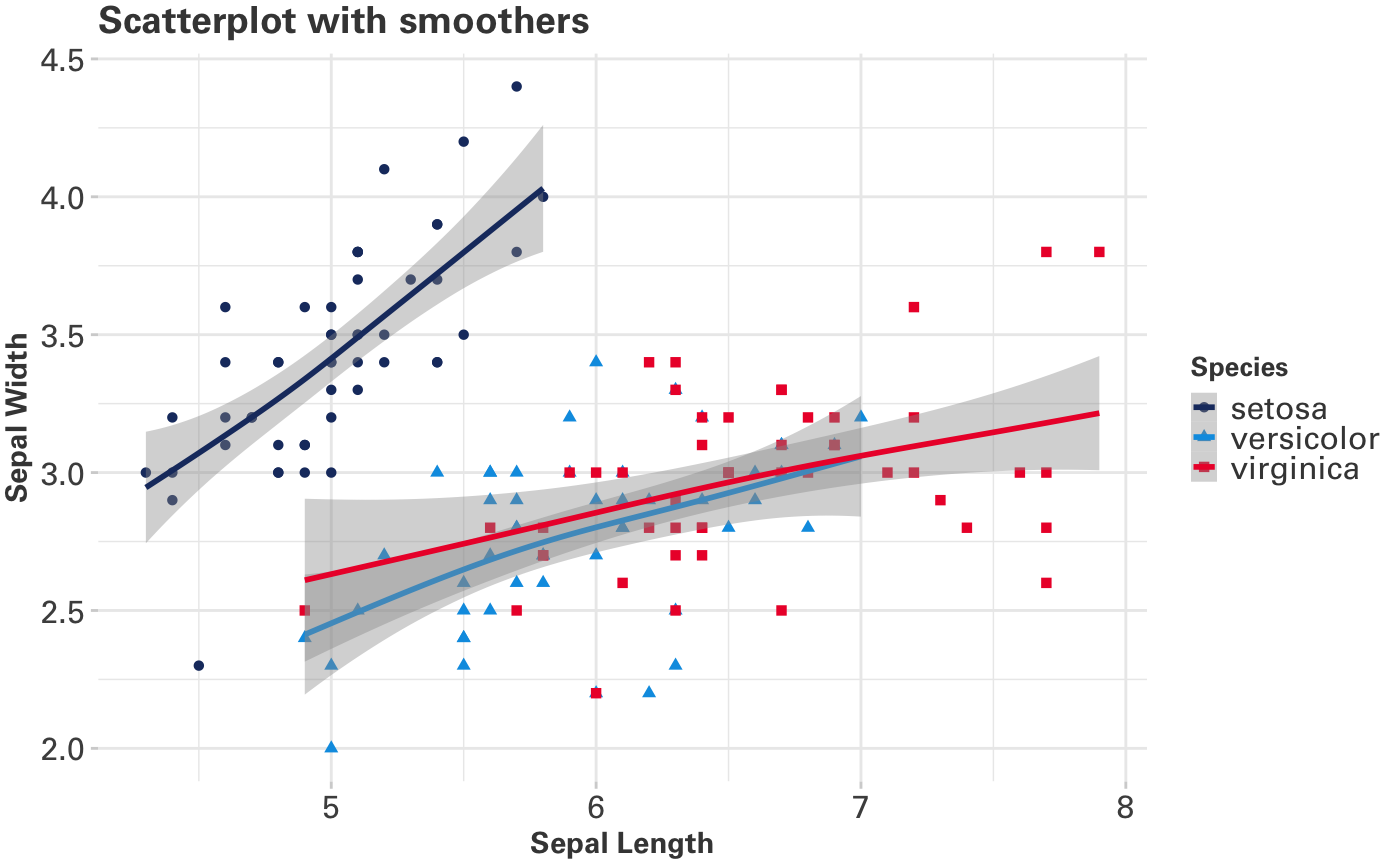 Scatterplot with smoothers
4.5
4.0
3.5
3.0
2.5
2.0
Sepal Width
5 6 7 8
Sepal Length
Species
setosa
versicolor
virginica